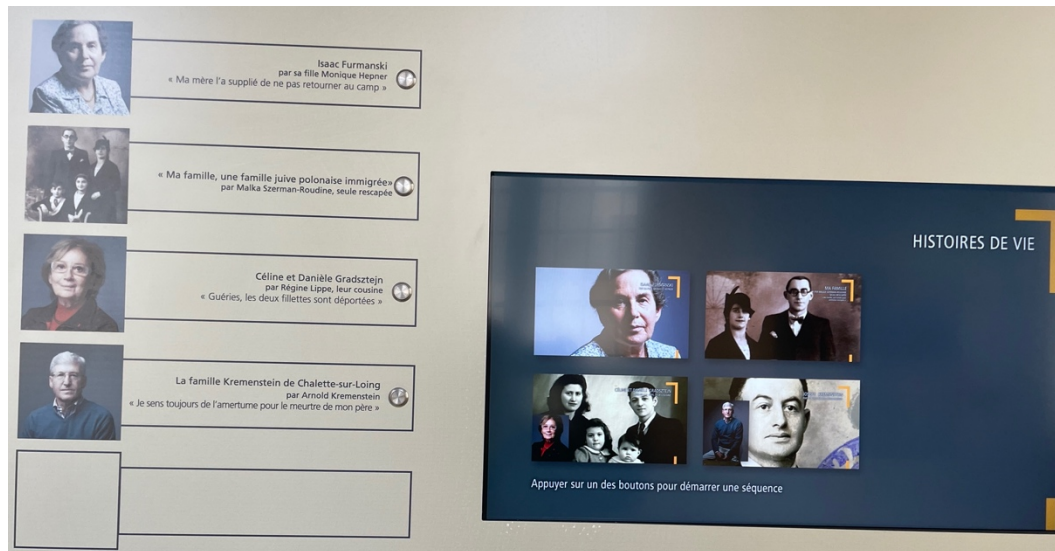 Isaac Furmanski
par sa fille Monique Hepner
« Ma mère l'a supplié de ne pas retourner au camp »
« Ma famille, une famille juive polonaise immigrée»
par Malka Szerman-Roudine, seule rescapée
Céline et Danièle Gradsztejn
par Régine Lippe, leur cousine
« Guéries, les deux fillettes sont déportées »
La famille Kremenstein de Chalette-sur-Loing
par Arnold Kremenstein
« Je sens toujours de l'amertume pour le meurtre de mon père »
HISTOIRES DE VIE
MA FAMILLE
Appuyer sur un des boutons pour démarrer une séquence